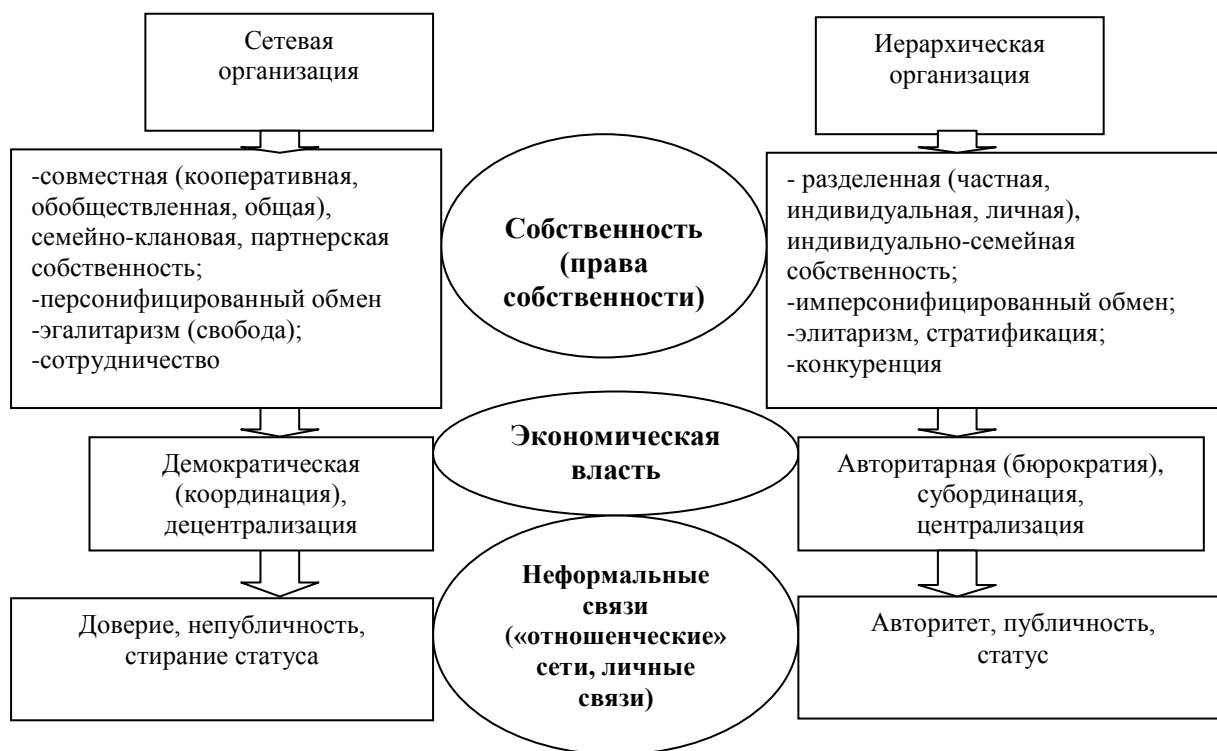 Сетевая
организация
Иерархическая
организация
-совместная (кооперативная,
обобществленная, общая),
семейно-клановая, партнерская
собственность;
-персонифицированный обмен
-эгалитаризм (свобода);
-сотрудничество
Собственность
(права
собственности)
- разделенная (частная,
индивидуальная, личная),
индивидуально-семейная
собственность;
-имперсонифицированный обмен;
-элитаризм, стратификация;
-конкуренция
Демократическая
(координация),
децентрализация
Экономическая
власть
Авторитарная (бюрократия),
субординация,
централизация
Доверие, непубличность,
стирание статуса
Неформальные
связи
(«отношенческие»
сети, личные
связи)
Авторитет, публичность,
статус